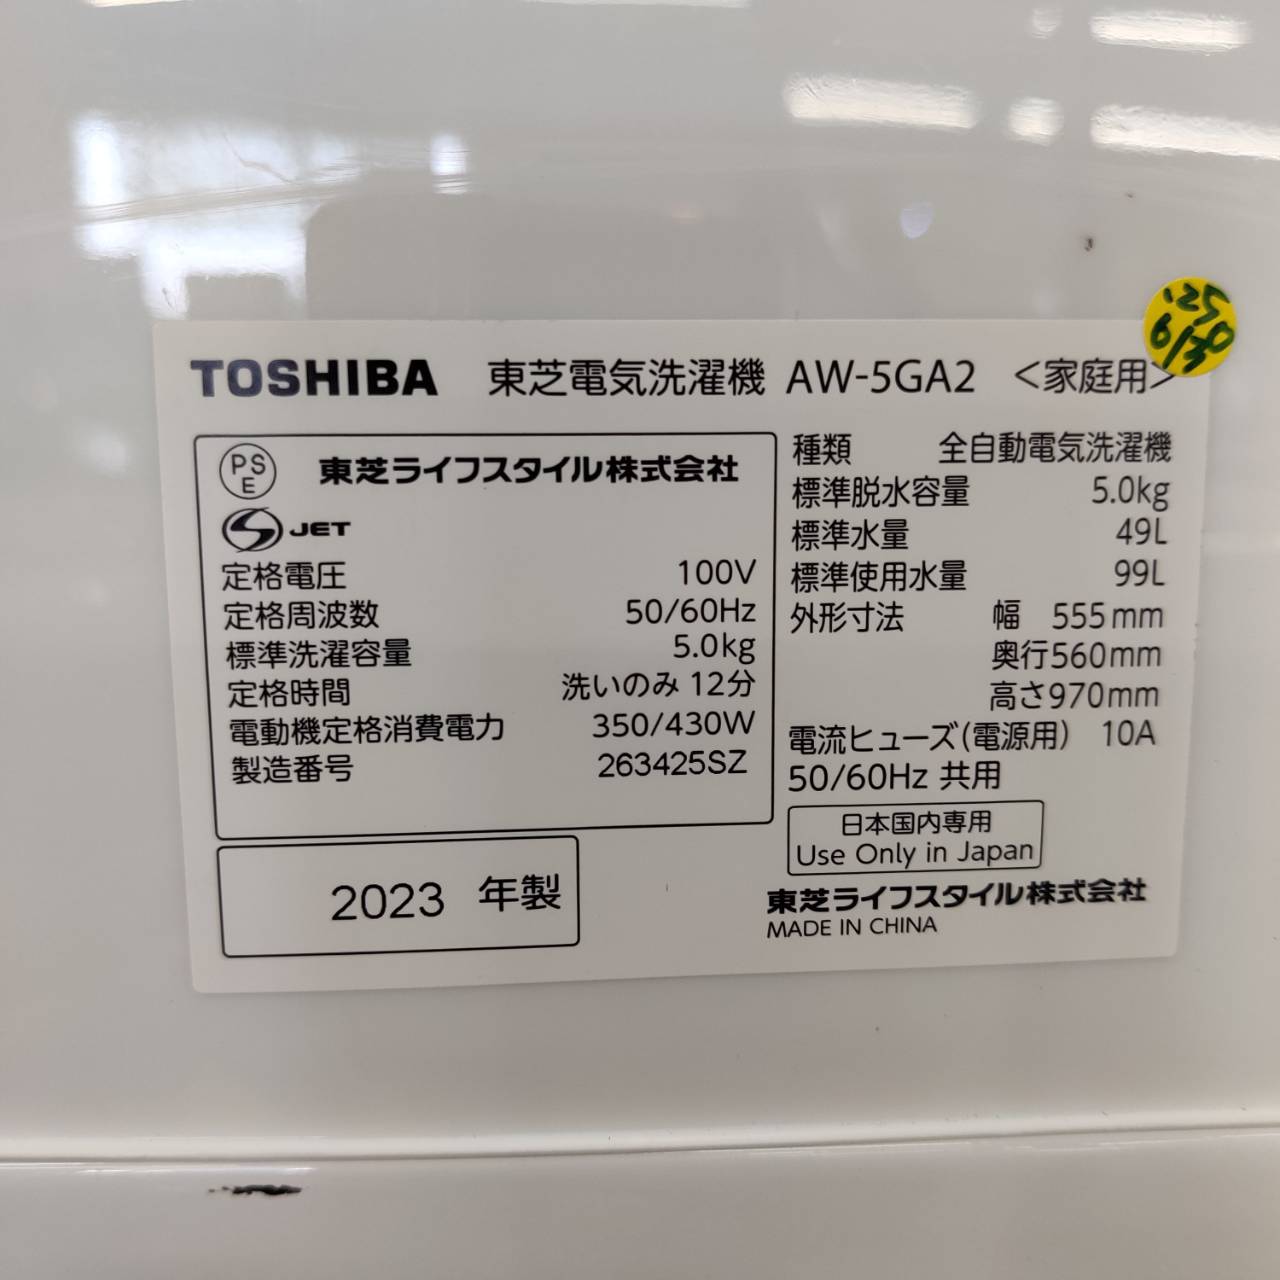 '25
6/30
TOSHIBA 東芝電気洗濯機 AW-5GA2 <家庭用>
PSE 東芝ライフスタイル株式会社
S JET
定格電圧 100V
定格周波数 50/60Hz
標準洗濯容量 5.0kg
定格時間 洗いのみ 12分
電動機定格消費電力 350/430W
製造番号 263425SZ
2023 年製
種類 全自動電気洗濯機
標準脱水容量 5.0kg
標準水量 49L
標準使用水量 99L
外形寸法 幅 555mm
奥行560mm
高さ970mm
電流ヒューズ(電源用) 10A
50/60Hz 共用
日本国内専用
Use Only in Japan
東芝ライフスタイル株式会社
MADE IN CHINA